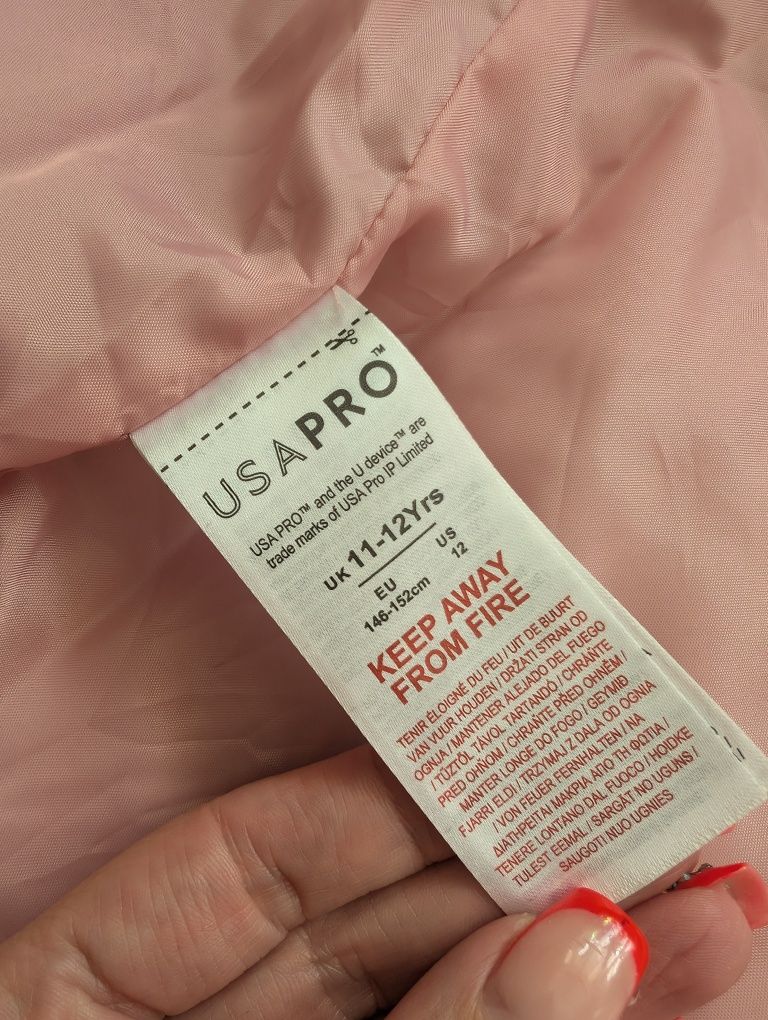 USAPRO™
USA PRO™ and the U device™ are
trade marks of USA Pro IP Limited
UK 11-12Yrs
EU US
146-152cm 12
KEEP AWAY
FROM FIRE
TENIR ÉLOIGNÉ DU FEU / UIT DE BUURT
VAN VUUR HOUDEN / DRŽATI STRAN OD
OGNJA / MANTENER ALEJADO DEL FUEGO
/ TŰZTŐL TÁVOL TARTANDÓ / CHRAŇTE
PRED OHŇOM / CHRAŇTE PŘED OHNĚM /
MANTER LONGE DO FOGO / GEYMIÐ
FJARRI ELDI / TRZYMAJ Z DALA OD OGNIA
/ VON FEUER FERNHALTEN / ΝΑ
ΔΙΑΤΗΡΕΙΤΑΙ ΜΑΚΡΙΑ ΑΠΟ ΤΗ ΦΩΤΙΑ /
TENERE LONTANO DAL FUOCO / HOIDKE
TULEST EEMAL / SARGĀT NO UGUNS /
SAUGOTI NUO UGNIES